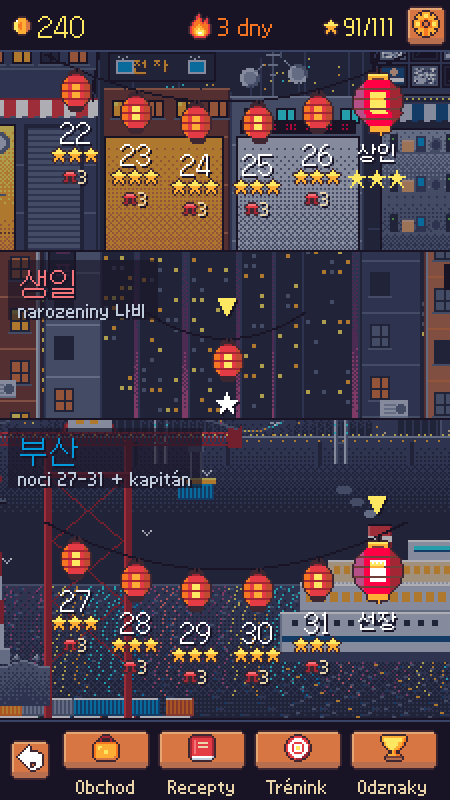 240
3 dny
91/111
전 자
22
23
24
25
26
상인
3
3
3
3
3
생일
narozeniny 나비
부산
noci 27-31 + kapitán
27
28
29
30
31
선장
3
3
3
3
3
Obchod
Recepty
Trénink
Odznaky